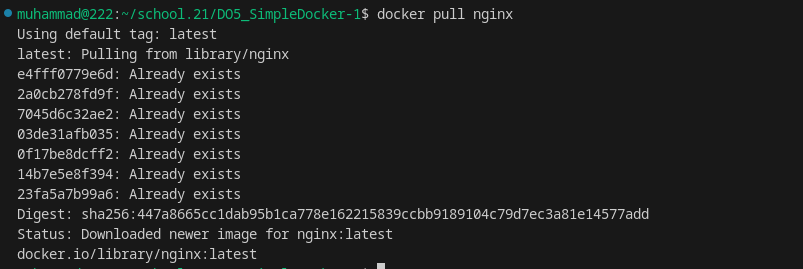 muhammad@222:~/school.21/DO5_SimpleDocker-1$ docker pull nginx
Using default tag: latest
latest: Pulling from library/nginx
e4fff0779e6d: Already exists
2a0cb278fd9f: Already exists
7045d6c32ae2: Already exists
03de31afb035: Already exists
0f17be8dcff2: Already exists
14b7e5e8f394: Already exists
23fa5a7b99a6: Already exists
Digest: sha256:447a8665cc1dab95b1ca778e162215839ccbb9189104c79d7ec3a81e14577add
Status: Downloaded newer image for nginx:latest
docker.io/library/nginx:latest